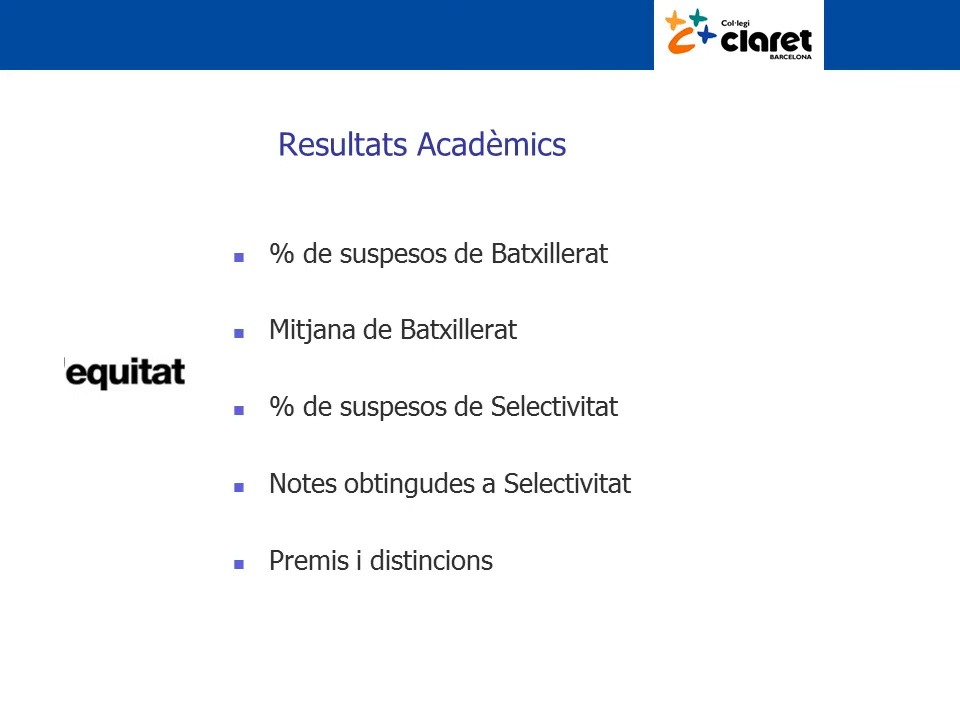 Col·legi
claret
BARCELONA
Resultats Acadèmics
% de suspesos de Batxillerat
Mitjana de Batxillerat
equitat
% de suspesos de Selectivitat
Notes obtingudes a Selectivitat
Premis i distincions